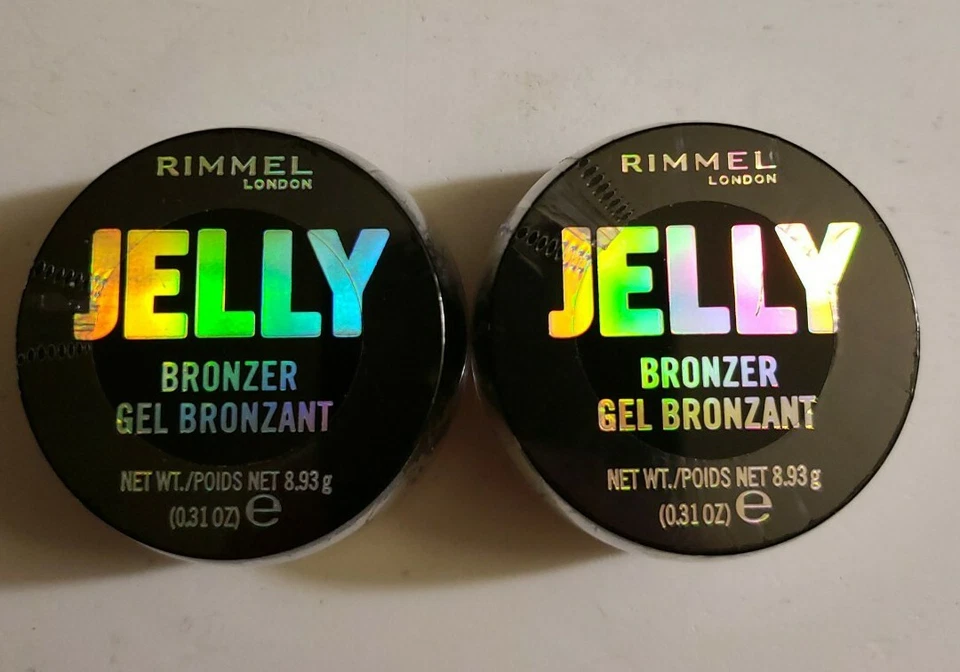 RIMMEL
LONDON
JELLY
BRONZER
GEL BRONZANT
NET WT./POIDS NET 8.93 g
(0.31 OZ) e
RIMMEL
LONDON
JELLY
BRONZER
GEL BRONZANT
NET WT./POIDS NET 8.93 g
(0.31 OZ) e